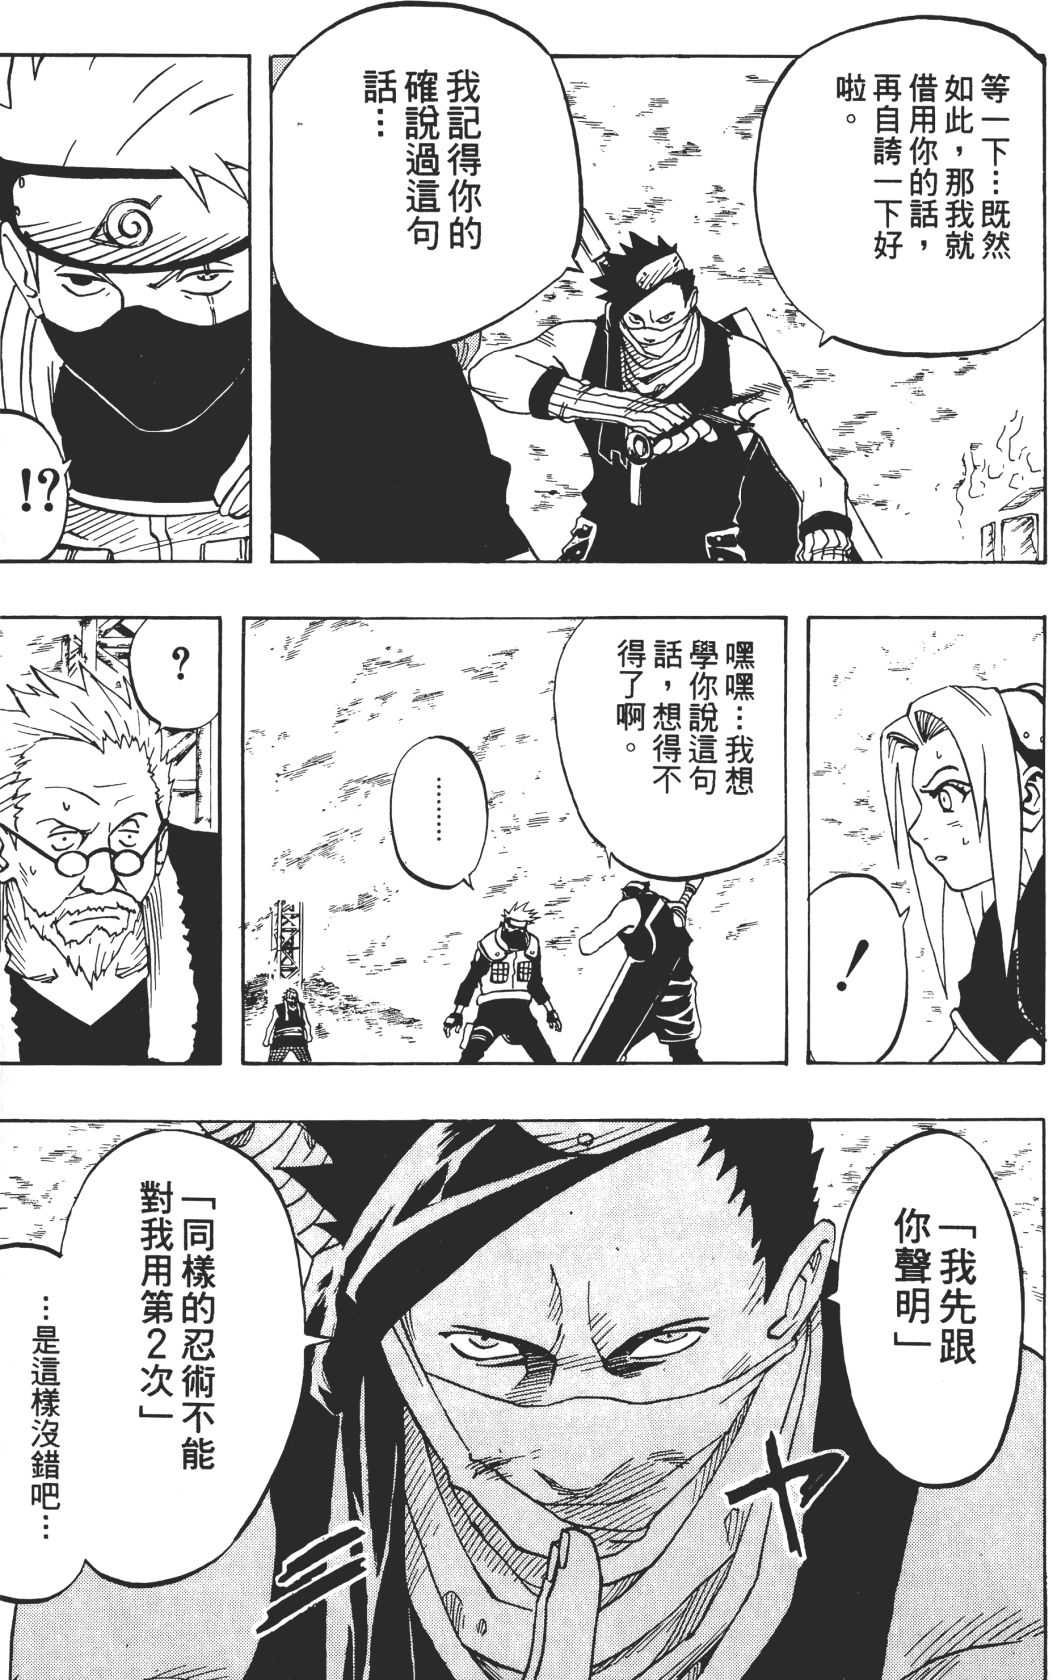 等一下…既然
如此，那我就
借用你的話，
再自誇一下好
啦。
我記得你的
確說過這句
話…
!?
！
嘿嘿…我想
學你說這句
話，想得不
得了啊。
………
?
「我先跟
你聲明」
「同樣的忍術不能
對我用第2次」
…是這樣沒錯吧…
ニヤ